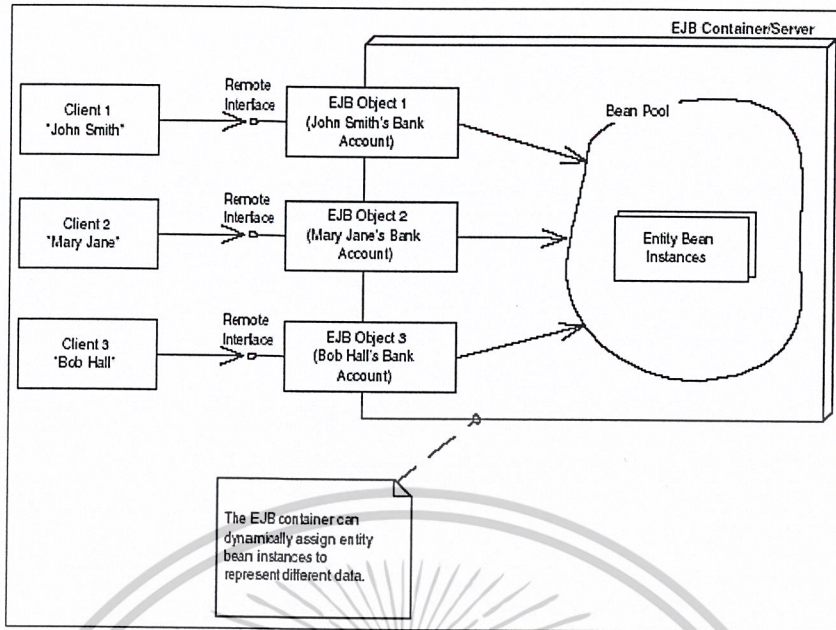 EJB Container/Server
Client 1
"John Smith"
Remote
Interface
EJB Object 1
(John Smith's Bank
Account)
Bean Pool
Client 2
"Mary Jane"
Remote
Interface
EJB Object 2
(Mary Jane's Bank
Account)
Entity Bean
Instances
Client 3
"Bob Hall"
Remote
Interface
EJB Object 3
(Bob Hall's Bank
Account)
The EJB container can
dynamically assign entity
bean instances to
represent different data.